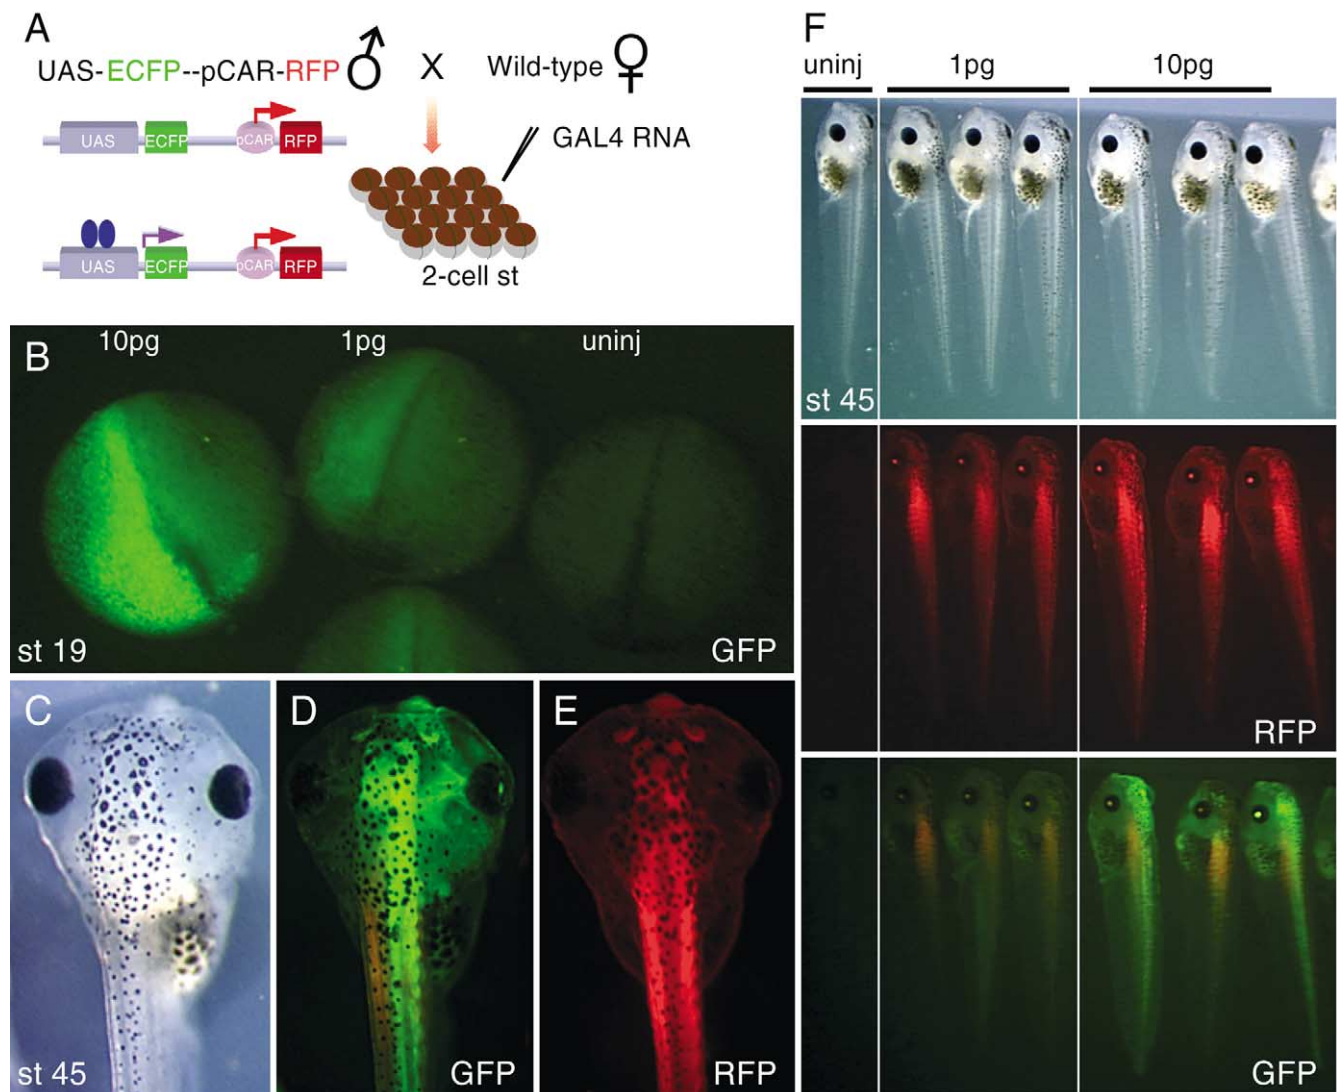 A
UAS-ECFP--pCAR-RFP ♂ X Wild-type ♀
UAS ECFP pCAR RFP
GAL4 RNA
UAS ECFP pCAR RFP
2-cell st
B
10pg 1pg uninj
st 19 GFP
C
st 45
D
GFP
E
RFP
F
uninj 1pg 10pg
st 45
RFP
GFP